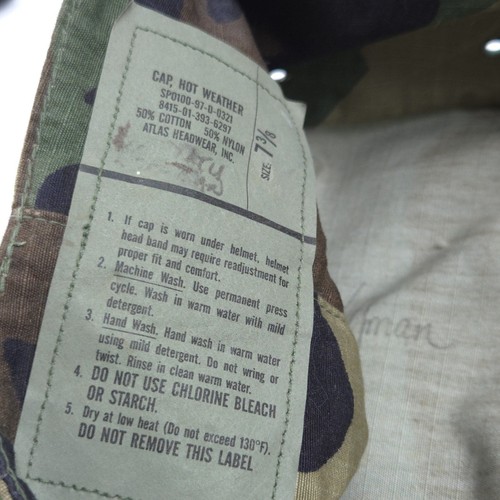 CAP, HOT WEATHER
SPO100-97-D-0321
8415-01-393-6297
50% COTTON 50% NYLON
ATLAS HEADWEAR, INC.
SIZE: 7 3/8
1. If cap is worn under helmet, helmet
head band may require readjustment for
proper fit and comfort.
2. Machine Wash. Use permanent press
cycle. Wash in warm water with mild
detergent.
3. Hand Wash. Hand wash in warm water
using mild detergent. Do not wring or
twist. Rinse in clean warm water.
4. DO NOT USE CHLORINE BLEACH
OR STARCH.
5. Dry at low heat (Do not exceed 130°F).
DO NOT REMOVE THIS LABEL